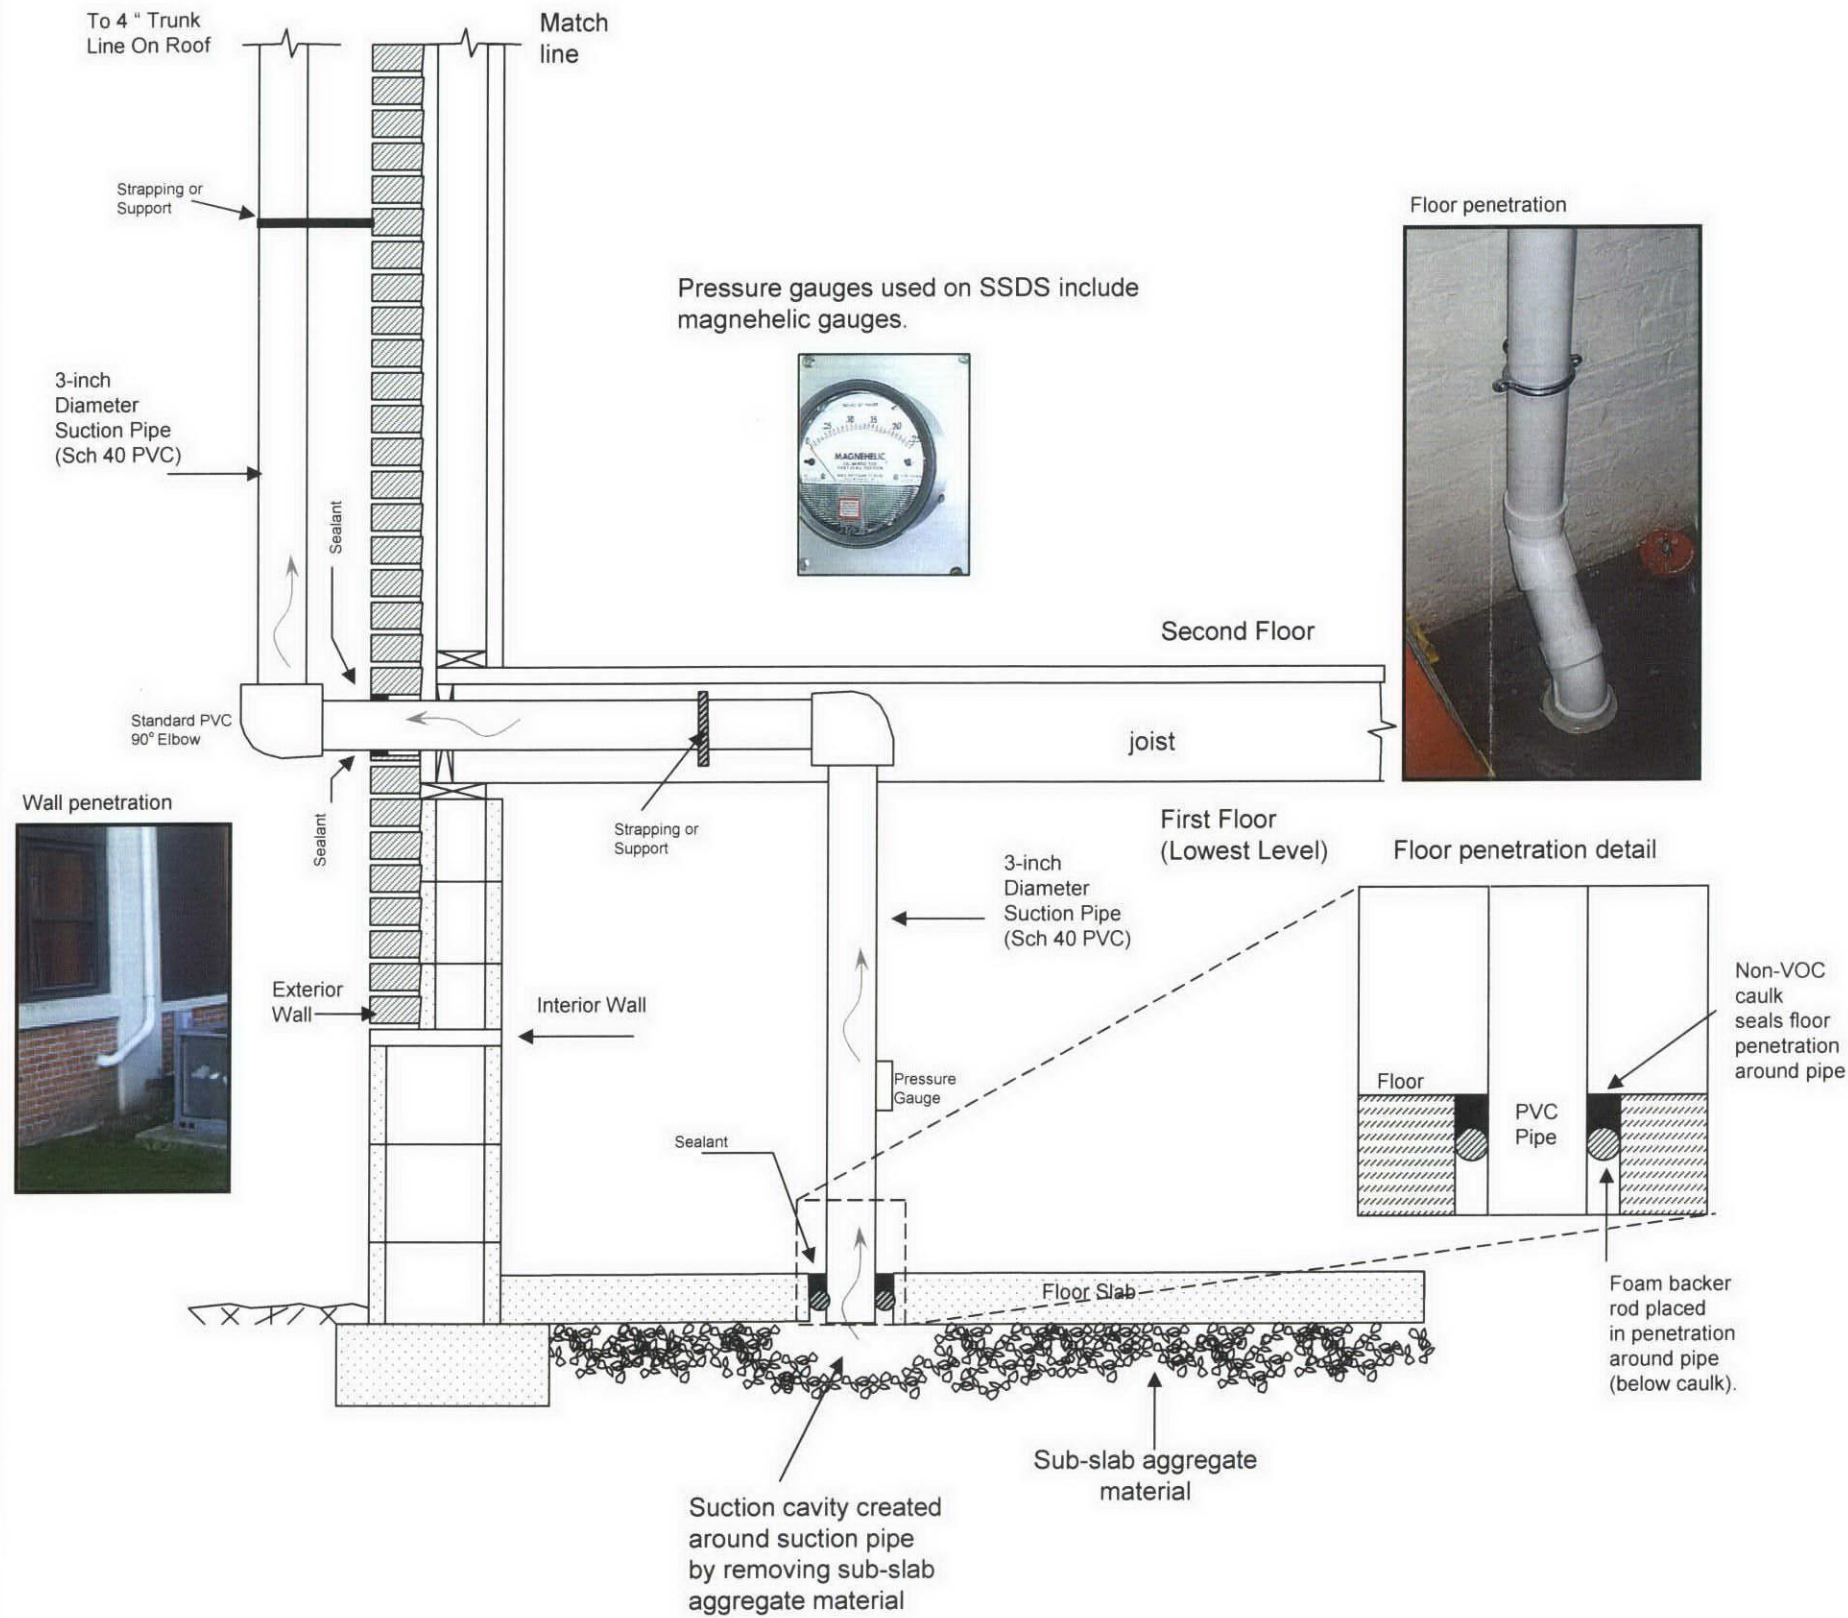 To 4 “ Trunk
Line On Roof
Match
line
Strapping or
Support
Floor penetration
Pressure gauges used on SSDS include
magnehelic gauges.
MAGNEHELIC
3-inch
Diameter
Suction Pipe
(Sch 40 PVC)
Sealant
Second Floor
Standard PVC
90° Elbow
joist
Wall penetration
Sealant
Strapping or
Support
First Floor
(Lowest Level)
Floor penetration detail
3-inch
Diameter
Suction Pipe
(Sch 40 PVC)
Exterior
Wall
Interior Wall
Non-VOC
caulk
seals floor
penetration
around pipe
Pressure
Gauge
Floor
PVC
Pipe
Sealant
Floor Slab
Foam backer
rod placed
in penetration
around pipe
(below caulk).
Sub-slab aggregate
material
Suction cavity created
around suction pipe
by removing sub-slab
aggregate material